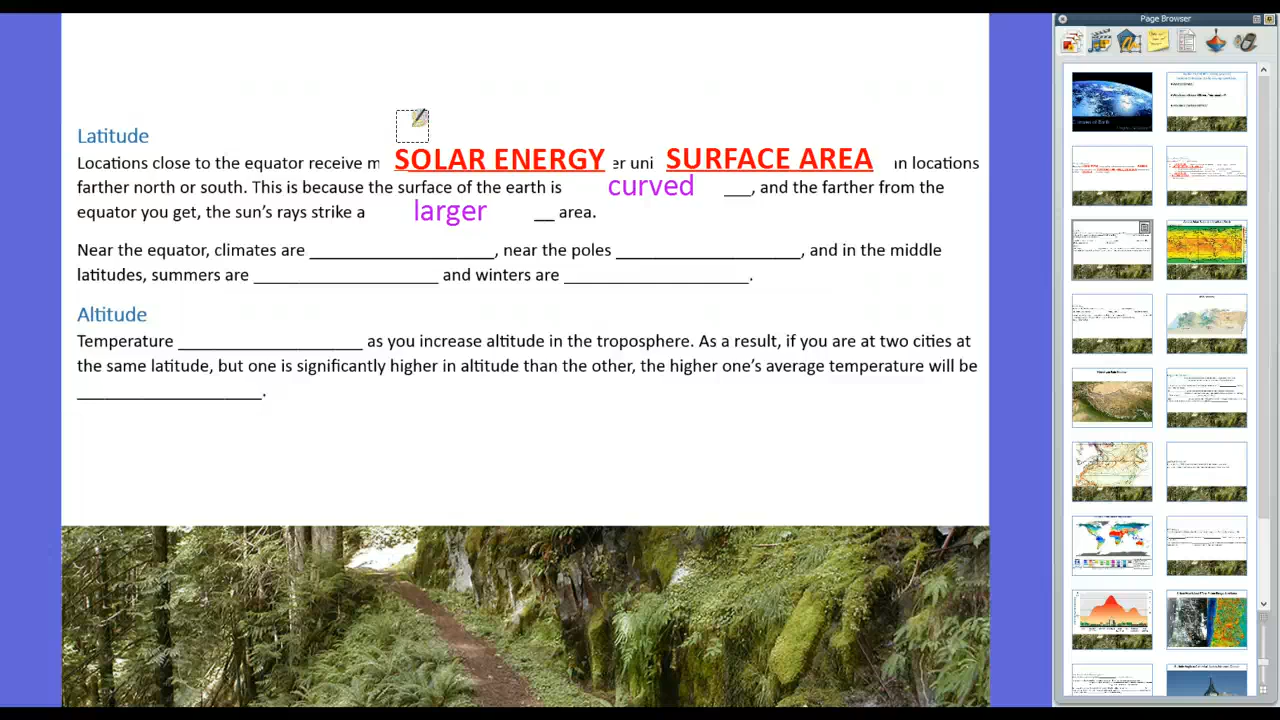 Page Browser
Latitude
Locations close to the equator receive m SOLAR ENERGY er uni SURFACE AREA an locations
farther north or south. This is because the surface of the earth is curved ___, and the farther from the
equator you get, the sun's rays strike a larger __ area.
Near the equator, climates are ____________________, near the poles ____________________, and in the middle
latitudes, summers are ____________________ and winters are ____________________.
Altitude
Temperature ____________________ as you increase altitude in the troposphere. As a result, if you are at two cities at
the same latitude, but one is significantly higher in altitude than the other, the higher one's average temperature will be
____________________.